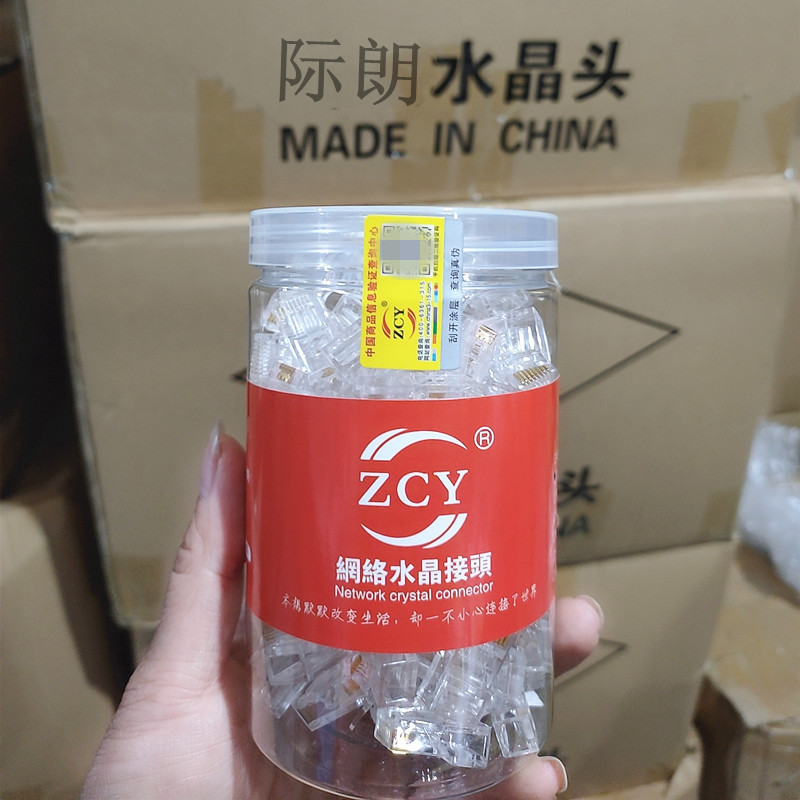 际朗水晶头
MADE IN CHINA
中国商品信息验证查询中心
ZCY
®
刮开涂层 查询真伪
ZCY®
網絡水晶接頭
Network crystal connector
本想默默改变生活,却一不小心连接了世界
头
INA